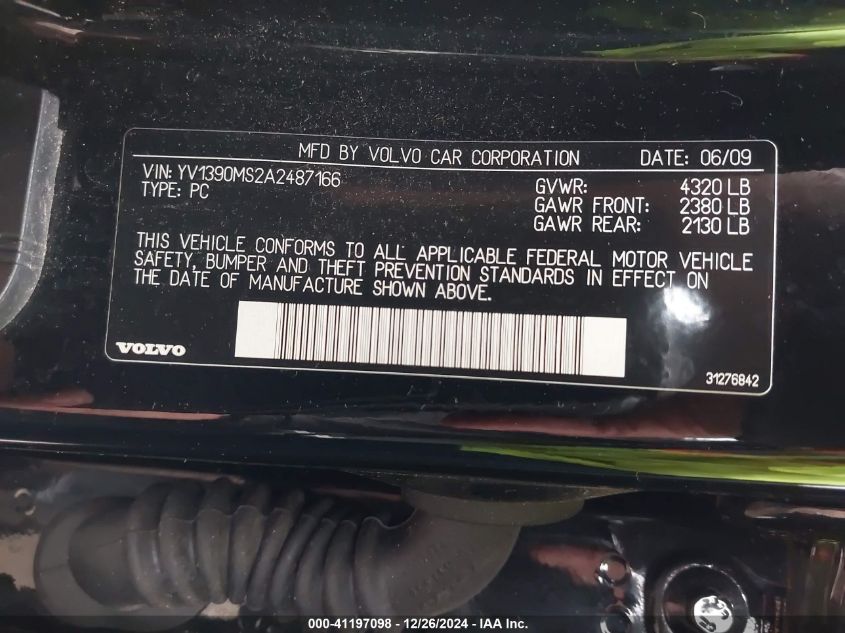 MFD BY VOLVO CAR CORPORATION DATE: 06/09
VIN: YV1390MS2A2487166
TYPE: PC
GVWR: 4320 LB
GAWR FRONT: 2380 LB
GAWR REAR: 2130 LB
THIS VEHICLE CONFORMS TO ALL APPLICABLE FEDERAL MOTOR VEHICLE
SAFETY, BUMPER AND THEFT PREVENTION STANDARDS IN EFFECT ON
THE DATE OF MANUFACTURE SHOWN ABOVE.
VOLVO
31276842
000-41197098 - 12/26/2024 - IAA Inc.